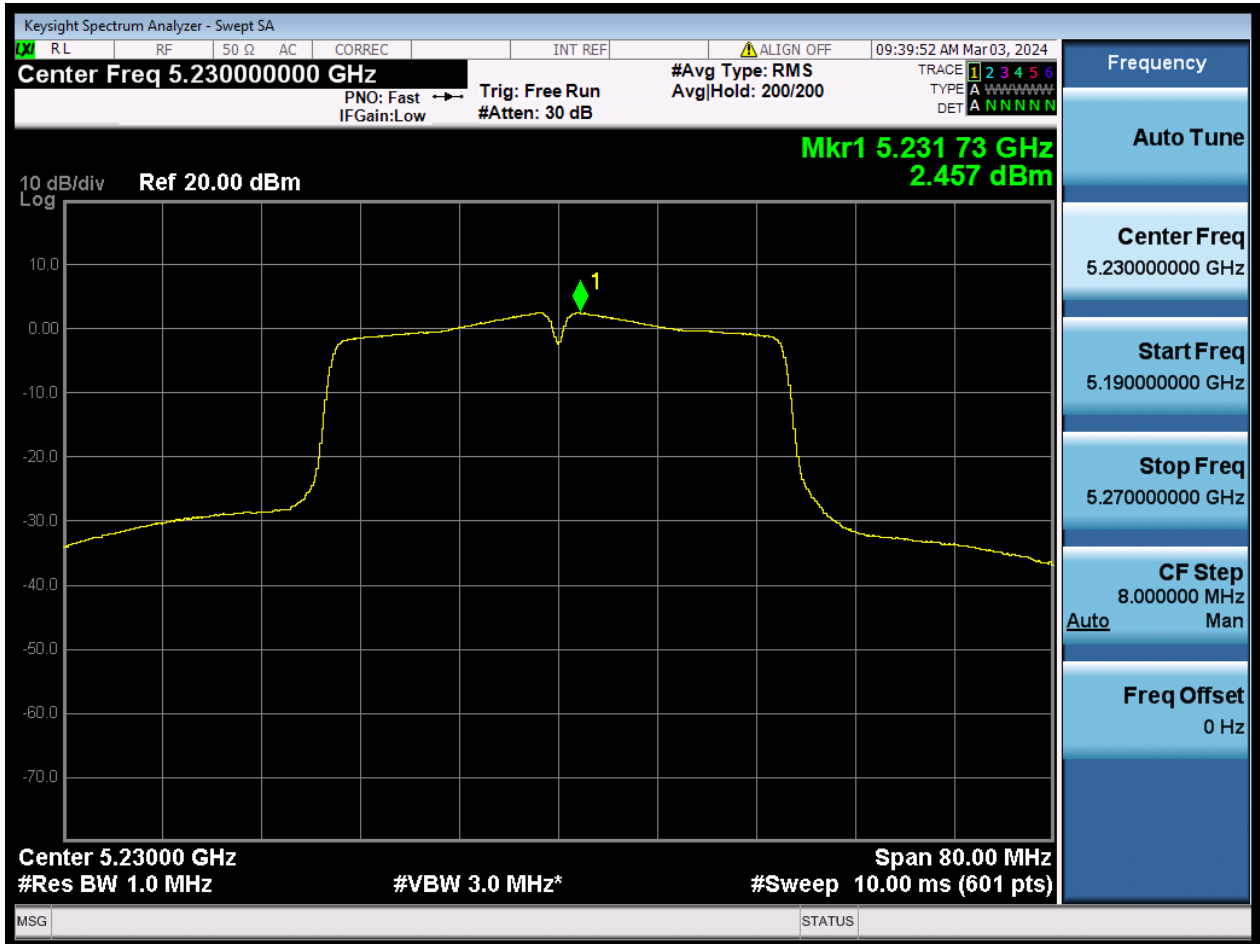 Keysight Spectrum Analyzer - Swept SA
LXI RL RF 50 Ω AC CORREC INT REF ALIGN OFF 09:39:52 AM Mar 03, 2024
Center Freq 5.230000000 GHz
PNO: Fast
IFGain:Low
Trig: Free Run
#Atten: 30 dB
#Avg Type: RMS
Avg|Hold: 200/200
TRACE 1 2 3 4 5 6
TYPE A WWWWW
DET A N N N N N
Mkr1 5.231 73 GHz
2.457 dBm
10 dB/div Ref 20.00 dBm
Log
1
10.0
0.00
-10.0
-20.0
-30.0
-40.0
-50.0
-60.0
-70.0
Center 5.23000 GHz Span 80.00 MHz
#Res BW 1.0 MHz #VBW 3.0 MHz* #Sweep 10.00 ms (601 pts)
MSG STATUS
Frequency
Auto Tune
Center Freq
5.230000000 GHz
Start Freq
5.190000000 GHz
Stop Freq
5.270000000 GHz
CF Step
8.000000 MHz
Auto Man
Freq Offset
0 Hz